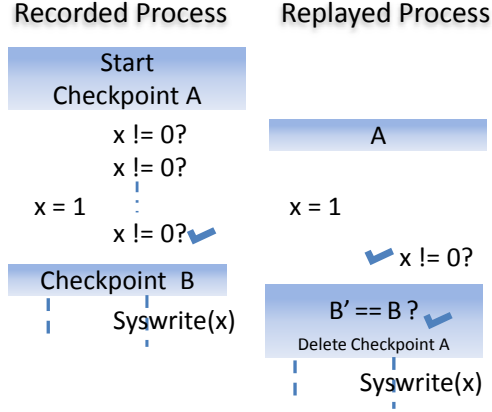 Recorded Process
Replayed Process
Start
Checkpoint A
x != 0?
x != 0?
x = 1
x != 0?
Checkpoint B
Syswrite(x)
A
x = 1
x != 0?
B' == B ?
Delete Checkpoint A
Syswrite(x)